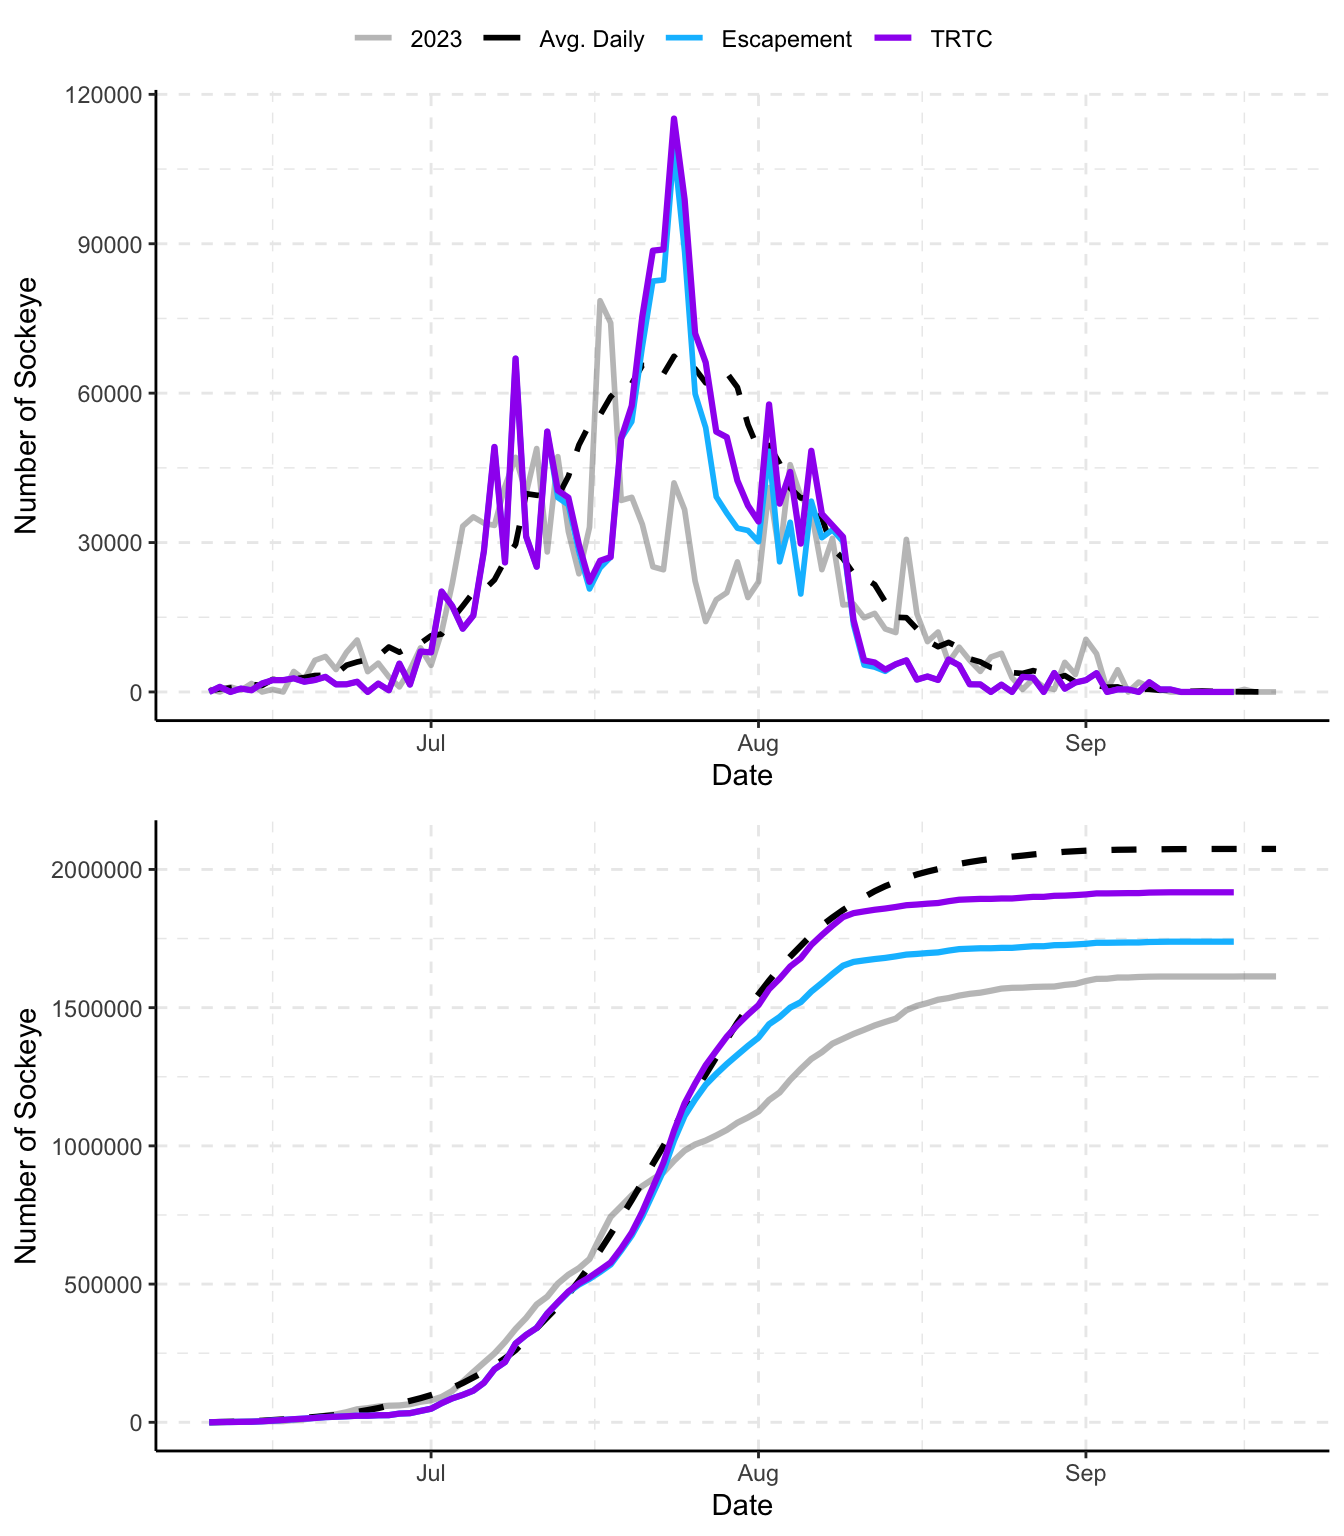 2023 Avg. Daily Escapement TRTC
120000
90000
60000
30000
0
Number of Sockeye
Jul Aug Sep
Date
2000000
1500000
1000000
500000
0
Number of Sockeye
Jul Aug Sep
Date